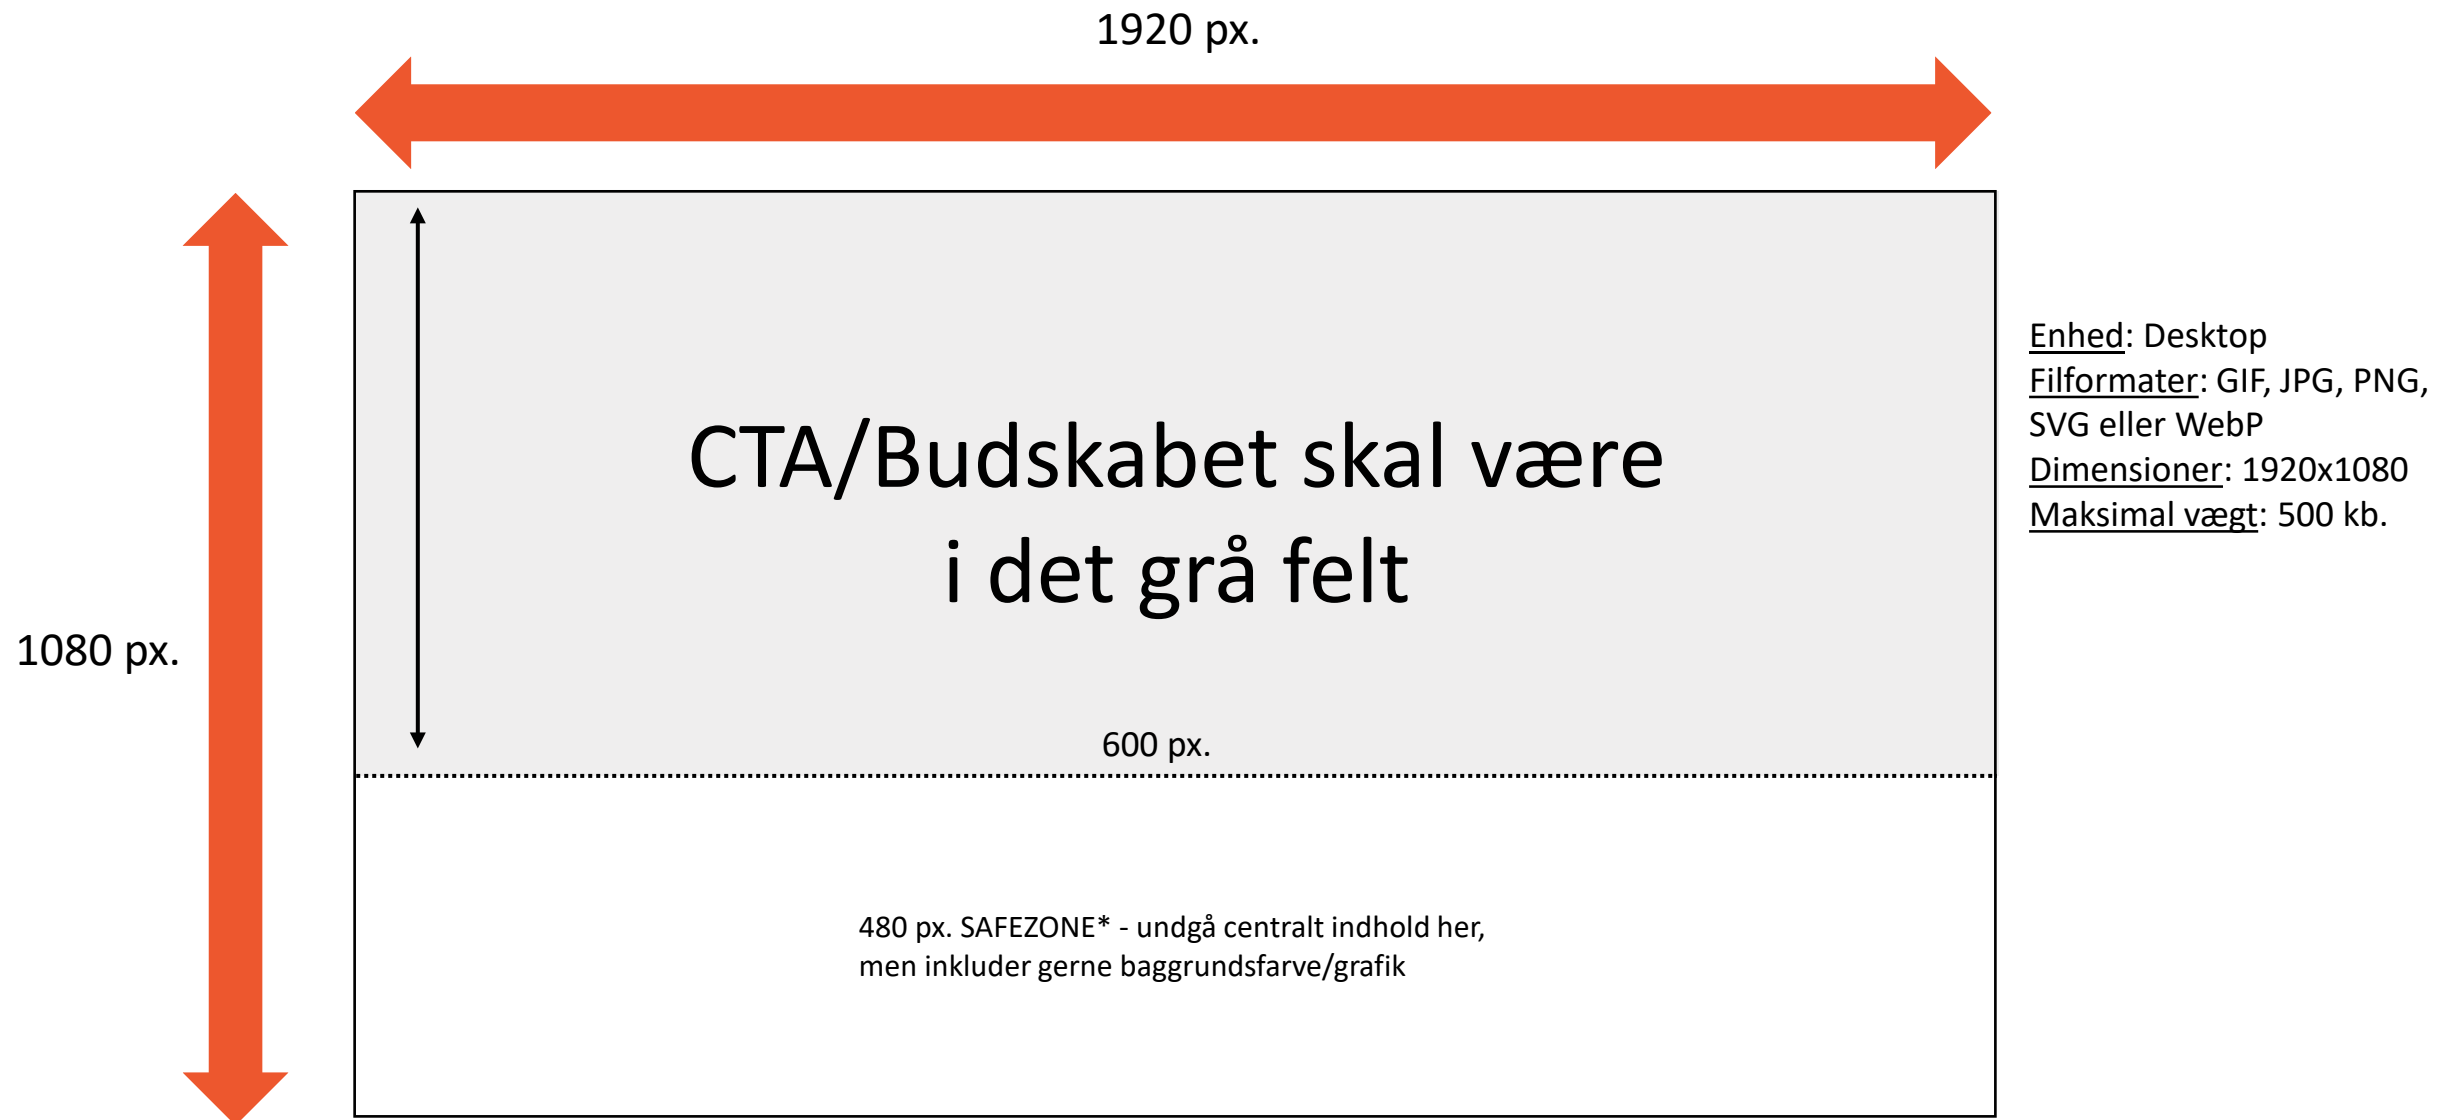 1920 px.
Enhed: Desktop
Filformater: GIF, JPG, PNG,
SVG eller WebP
Dimensioner: 1920x1080
Maksimal vægt: 500 kb.
CTA/Budskabet skal være
i det grå felt
1080 px.
600 px.
480 px. SAFEZONE* - undgå centralt indhold her,
men inkluder gerne baggrundsfarve/grafik